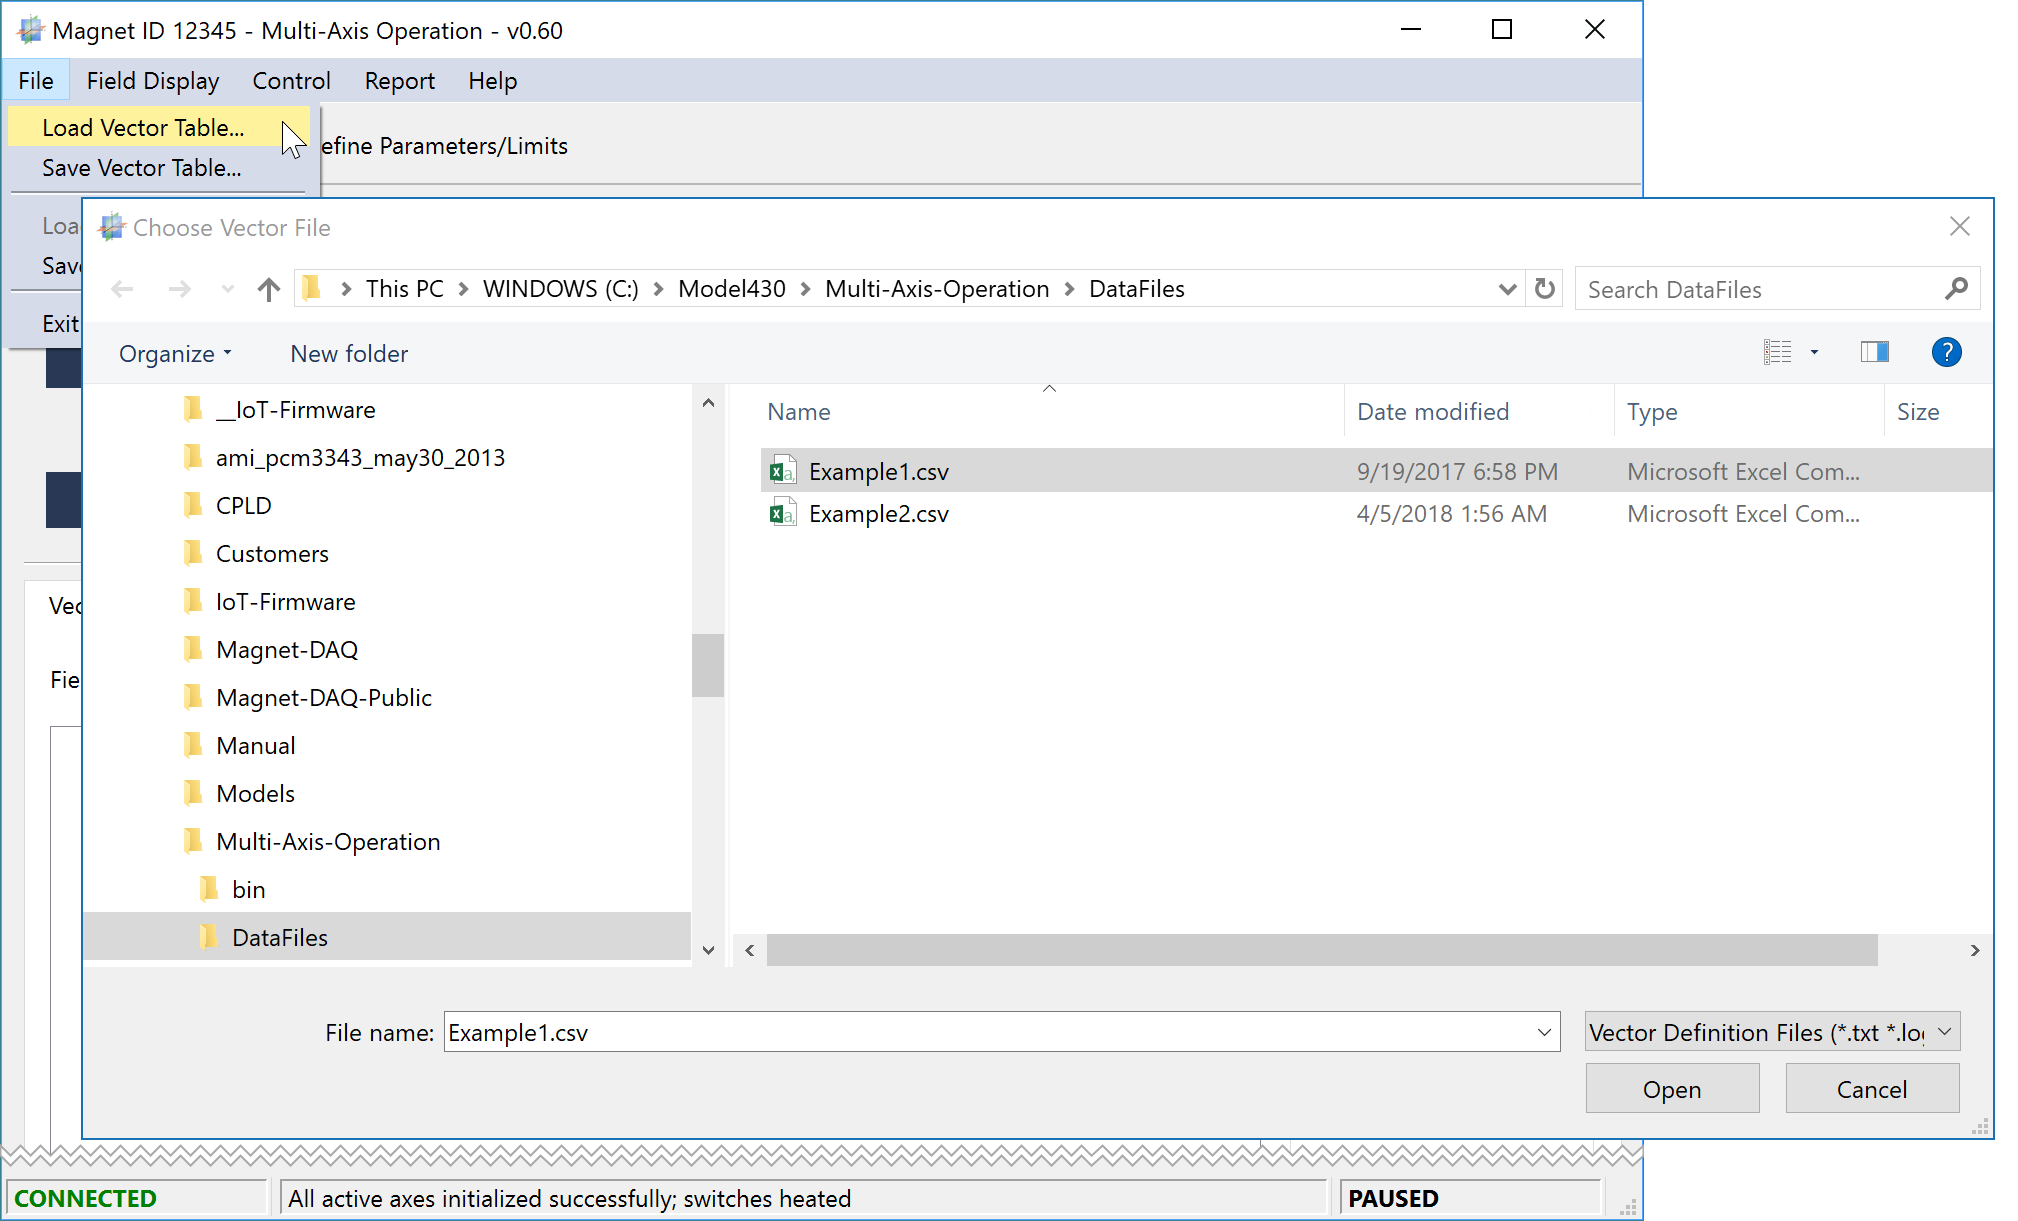 Magnet ID 12345 - Multi-Axis Operation - v0.60
File Field Display Control Report Help
Load Vector Table...
efine Parameters/Limits
Save Vector Table...
Loa
Save
Exit
Choose Vector File
This PC > WINDOWS (C:) > Model430 > Multi-Axis-Operation > DataFiles
Search DataFiles
Organize New folder
?
__IoT-Firmware
ami_pcm3343_may30_2013
CPLD
Customers
IoT-Firmware
Magnet-DAQ
Magnet-DAQ-Public
Manual
Models
Multi-Axis-Operation
bin
DataFiles
Name Date modified Type Size
Example1.csv 9/19/2017 6:58 PM Microsoft Excel Com...
Example2.csv 4/5/2018 1:56 AM Microsoft Excel Com...
Vec
Fie
File name: Example1.csv
Vector Definition Files (*.txt *.log
Open Cancel
CONNECTED All active axes initialized successfully; switches heated PAUSED